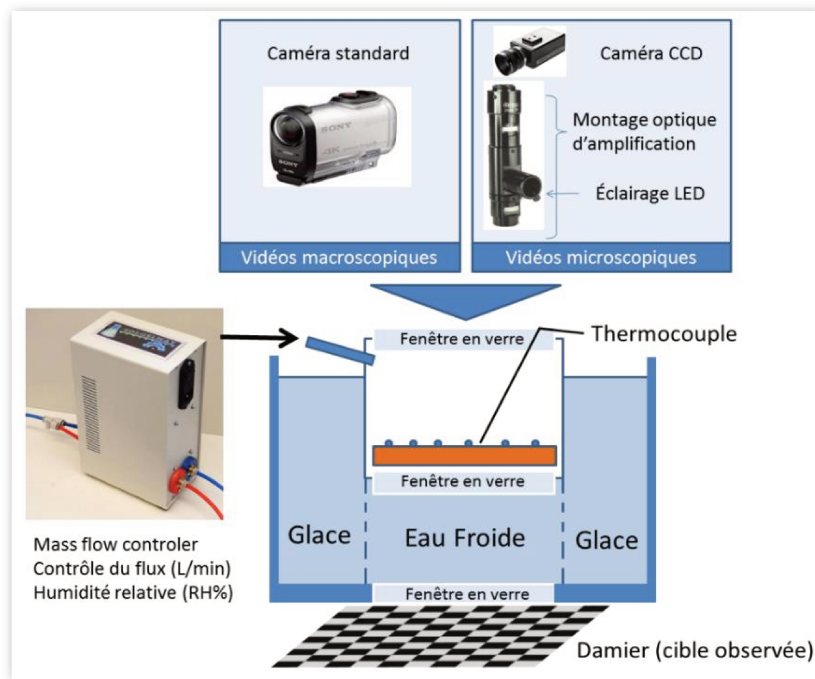 Caméra standard
SONY
4K
SONY
Vidéos macroscopiques
Caméra CCD
Montage optique
d'amplification
Éclairage LED
Vidéos microscopiques
Fenêtre en verre
Thermocouple
Fenêtre en verre
Glace
Eau Froide
Glace
Fenêtre en verre
Mass flow controler
Contrôle du flux (L/min)
Humidité relative (RH%)
Damier (cible observée)